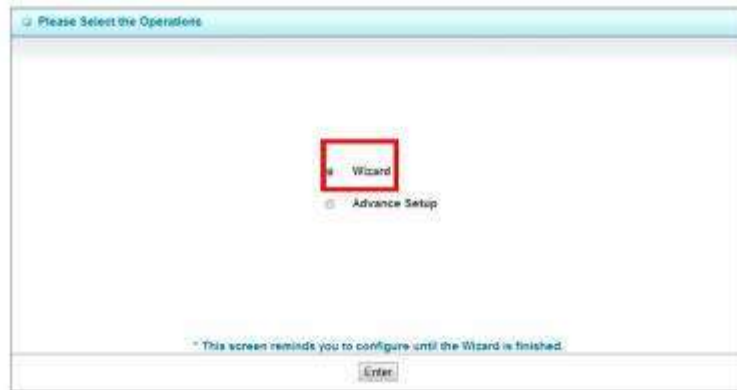 Please Select the Operations
Wizard
Advance Setup
* This screen reminds you to configure until the Wizard is finished.
Enter